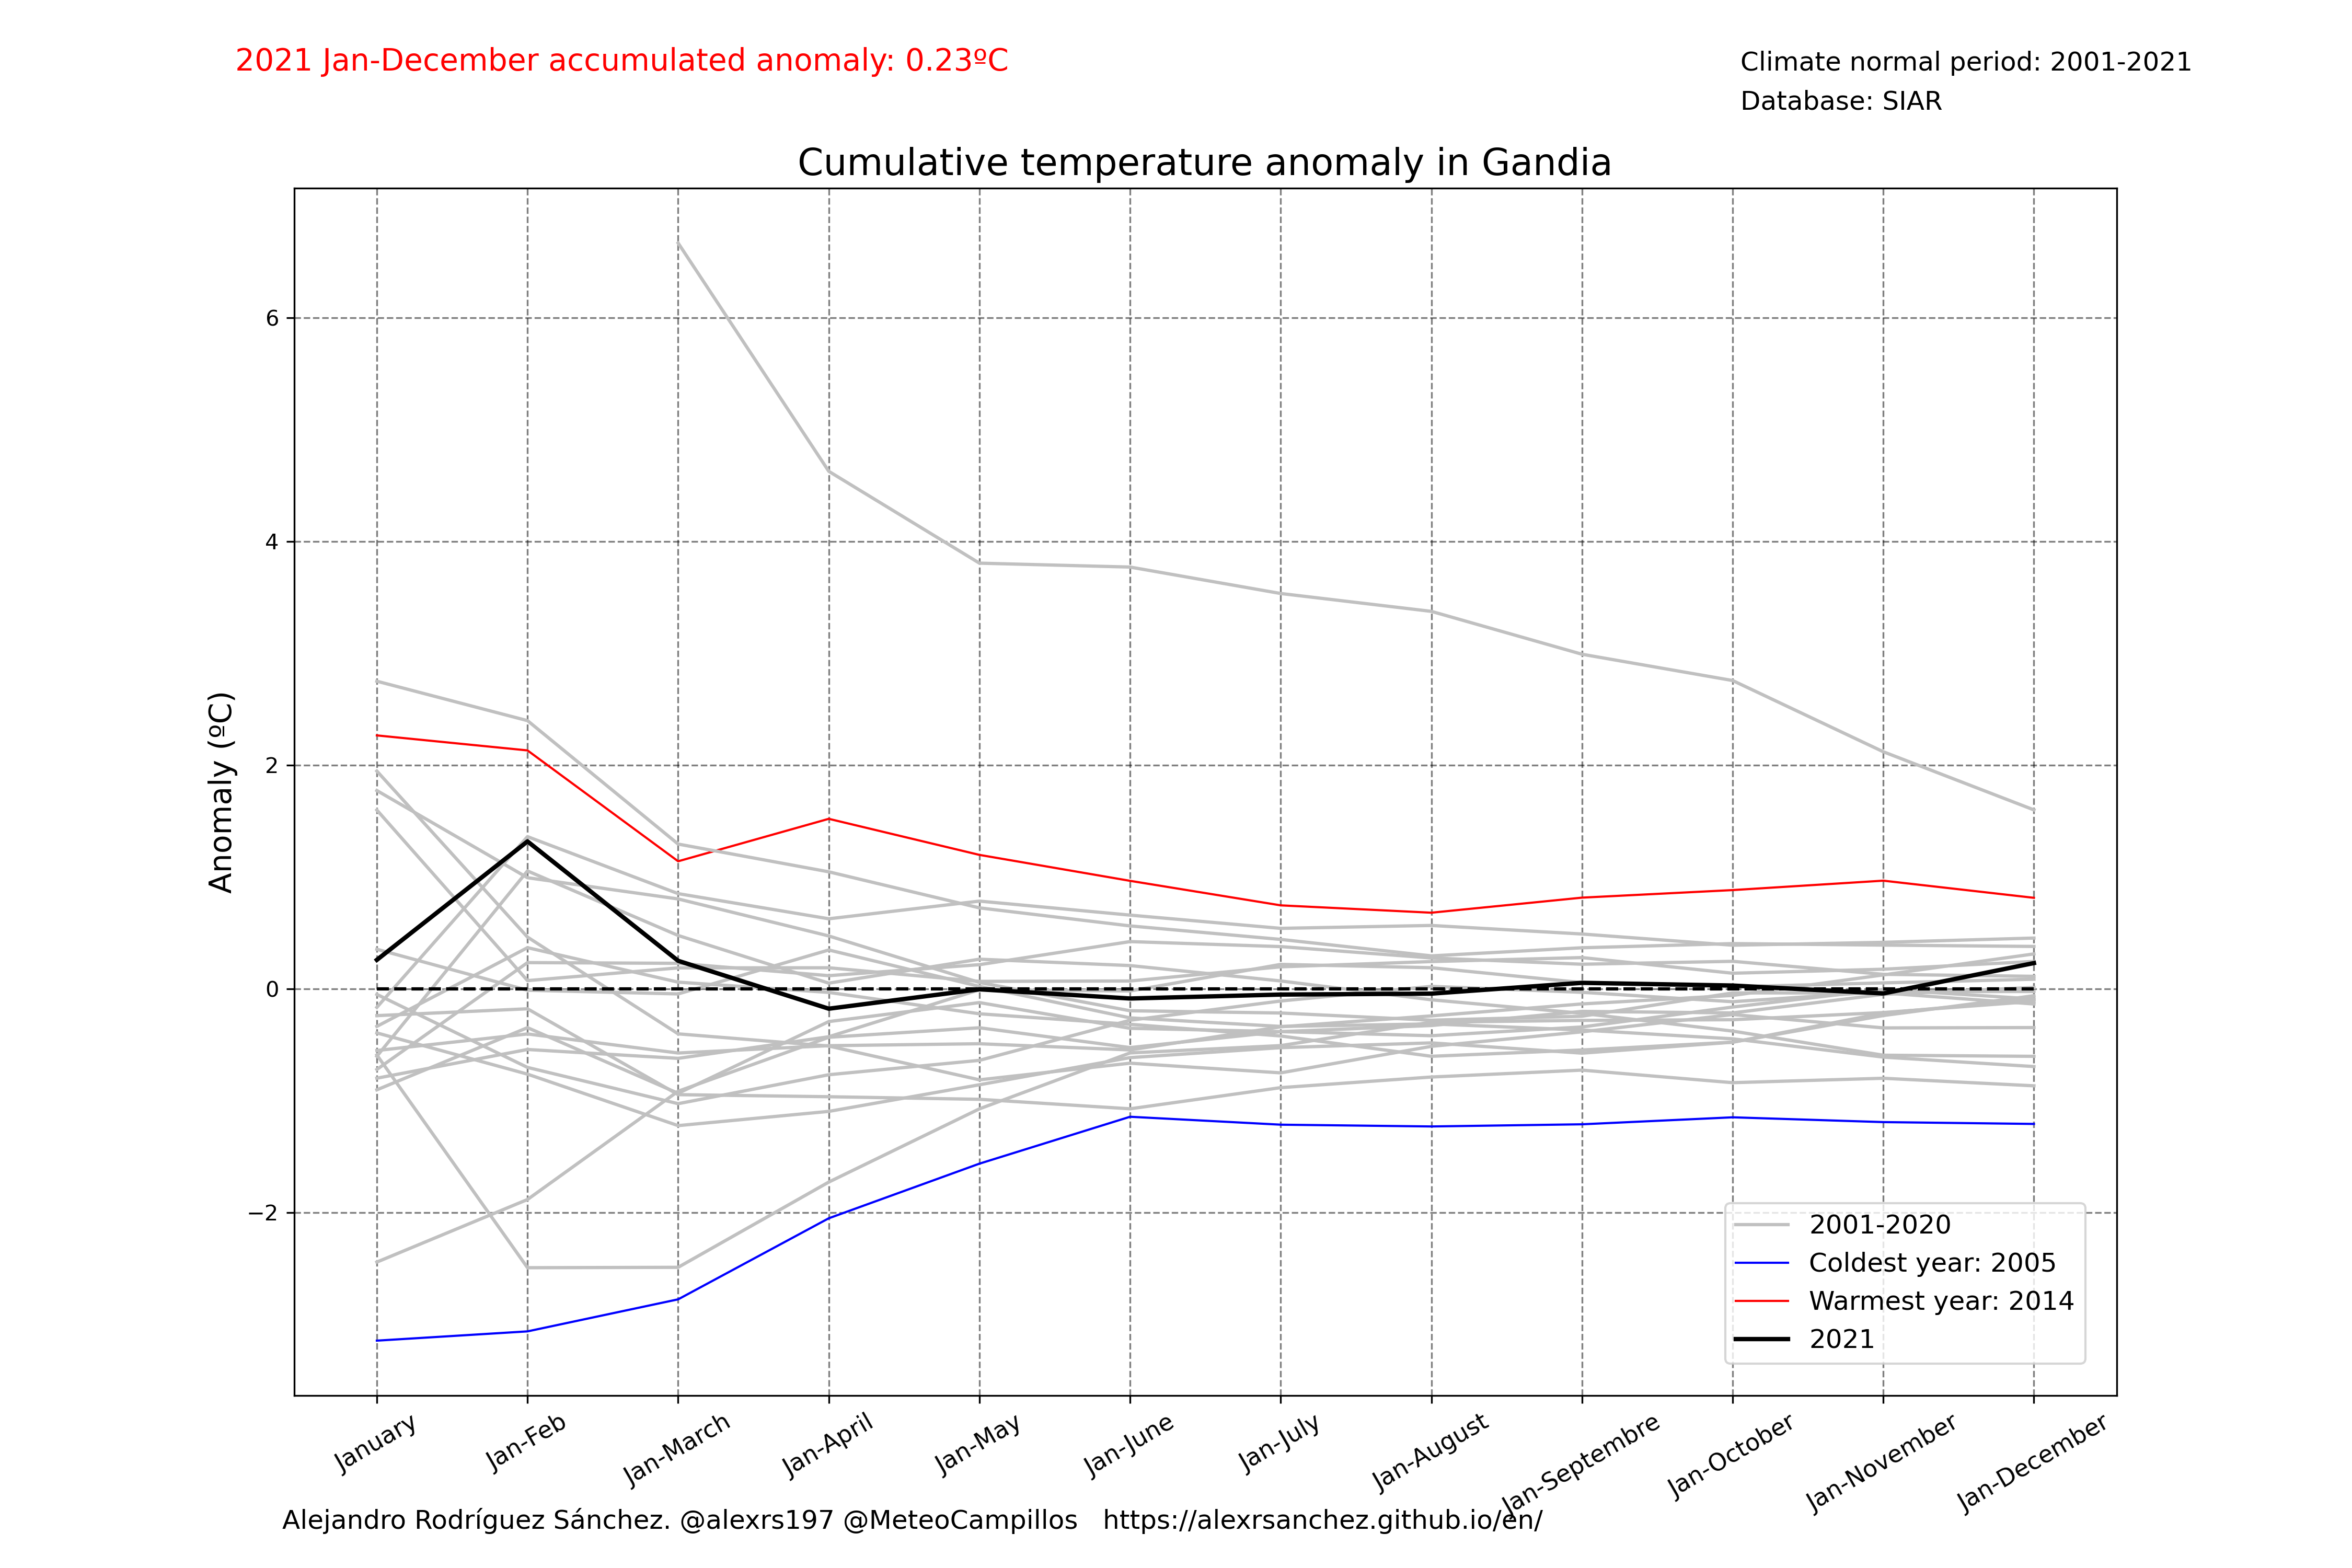 2021 Jan-December accumulated anomaly: 0.23ºC
Climate normal period: 2001-2021
Database: SIAR
Cumulative temperature anomaly in Gandia
Anomaly (ºC)
6
4
2
0
−2
2001-2020
Coldest year: 2005
Warmest year: 2014
2021
January
Jan-Feb
Jan-March
Jan-April
Jan-May
Jan-June
Jan-July
Jan-August
Jan-Septembre
Jan-October
Jan-November
Jan-December
Alejandro Rodríguez Sánchez. @alexrs197 @MeteoCampillos   https://alexrsanchez.github.io/en/